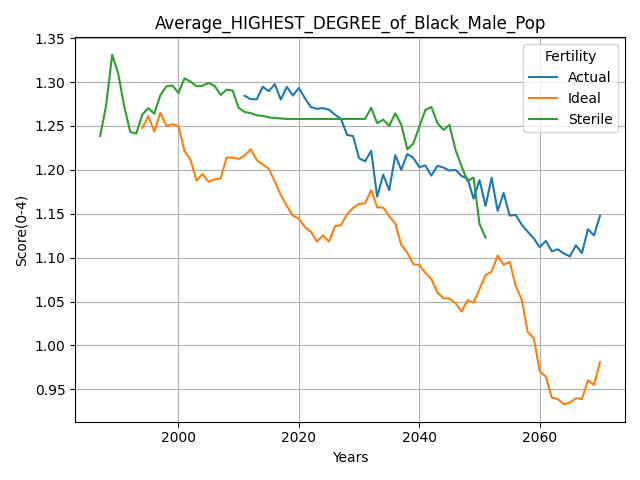 Average_HIGHEST_DEGREE_of_Black_Male_Pop
Fertility
Actual
Ideal
Sterile
Score(0-4)
1.35
1.30
1.25
1.20
1.15
1.10
1.05
1.00
0.95
2000
2020
2040
2060
Years